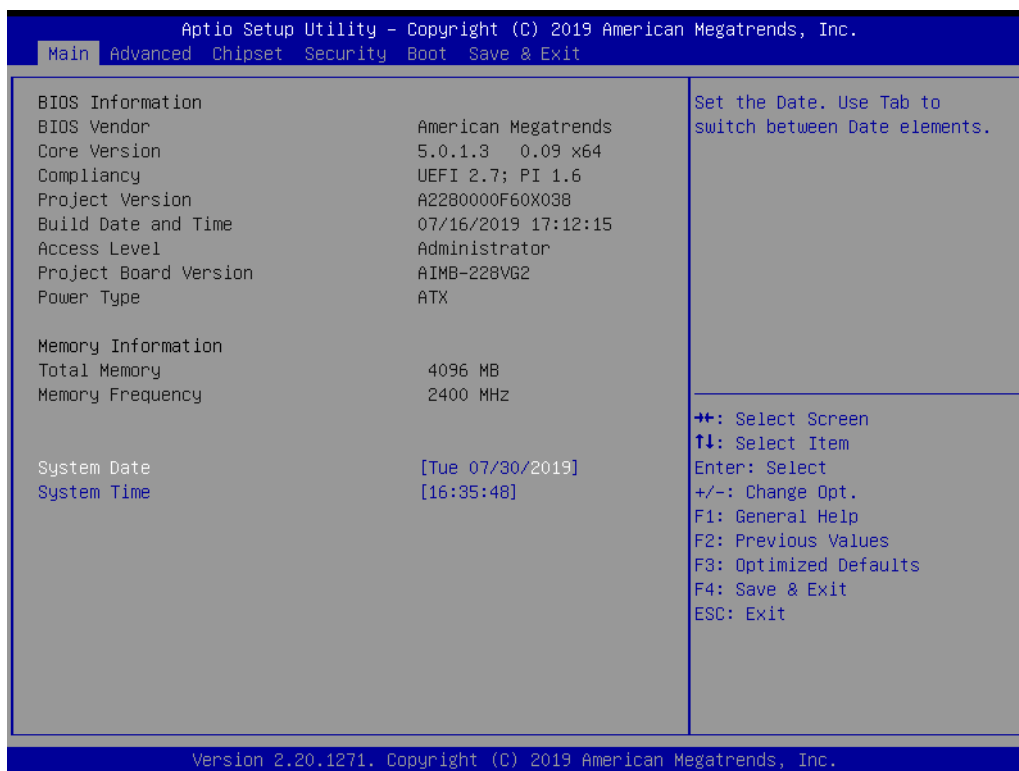 Aptio Setup Utility – Copyright (C) 2019 American Megatrends, Inc.
Main Advanced Chipset Security Boot Save & Exit
BIOS Information
BIOS Vendor American Megatrends
Core Version 5.0.1.3 0.09 x64
Compliancy UEFI 2.7; PI 1.6
Project Version A2280000F60X038
Build Date and Time 07/16/2019 17:12:15
Access Level Administrator
Project Board Version AIMB-228VG2
Power Type ATX
Memory Information
Total Memory 4096 MB
Memory Frequency 2400 MHz
System Date [Tue 07/30/2019]
System Time [16:35:48]
Set the Date. Use Tab to
switch between Date elements.
→←: Select Screen
↑↓: Select Item
Enter: Select
+/-: Change Opt.
F1: General Help
F2: Previous Values
F3: Optimized Defaults
F4: Save & Exit
ESC: Exit
Version 2.20.1271. Copyright (C) 2019 American Megatrends, Inc.